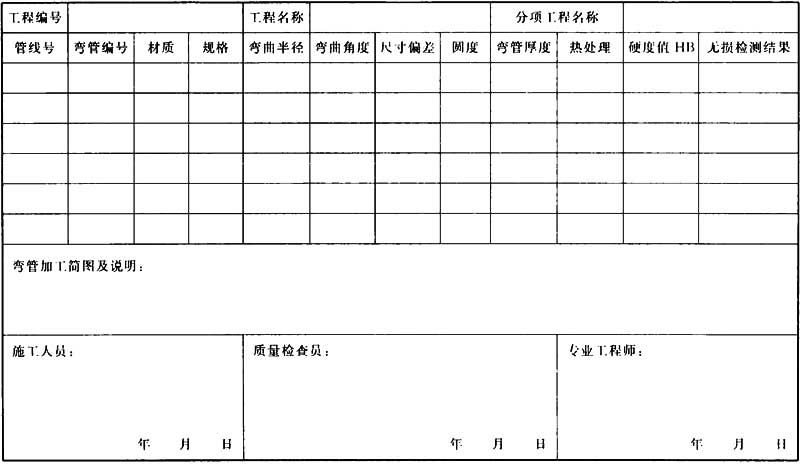 工程编号 工程名称 分项工程名称
管线号 弯管编号 材质 规格 弯曲半径 弯曲角度 尺寸偏差 圆度 弯管厚度 热处理 硬度值 HB 无损检测结果
弯管加工简图及说明：
施工人员： 质量检查员： 专业工程师：
年 月 日 年 月 日 年 月 日